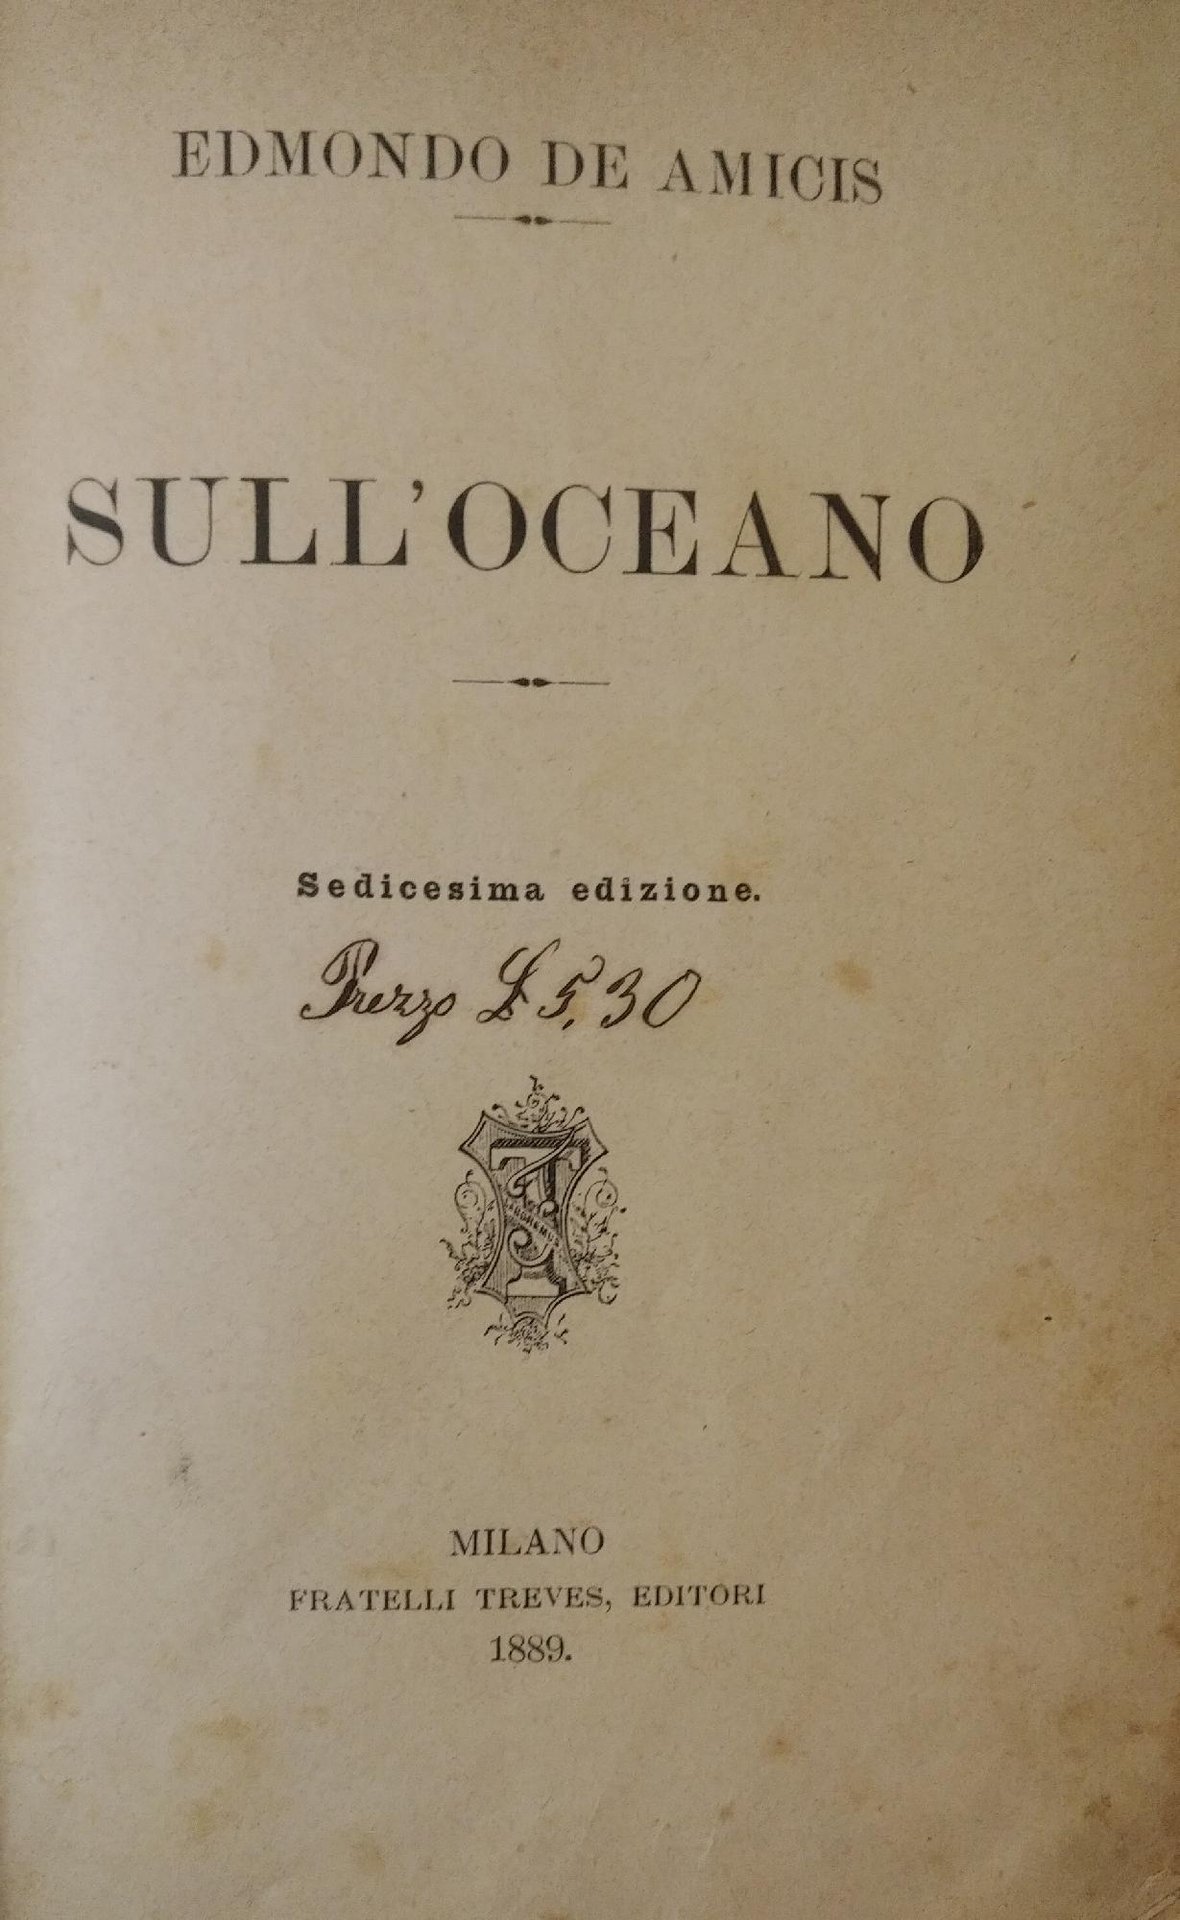 EDMONDO DE AMICIS
SULL'OCEANO
Sedicesima edizione.
Prezzo £ 5,30
MILANO
FRATELLI TREVES, EDITORI
1889.